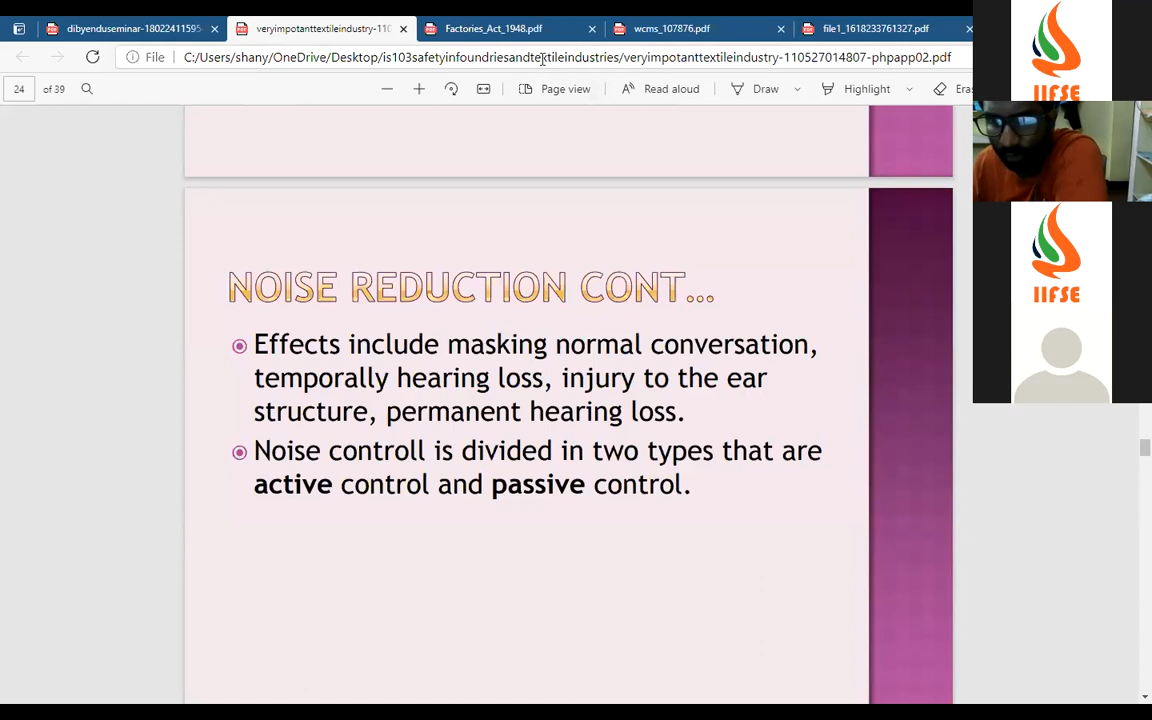 dibyenduseminar-18022411595
veryimpotanttextileindustry-110
Factories_Act_1948.pdf
wcms_107876.pdf
file1_1618233761327.pdf
File
C:/Users/shany/OneDrive/Desktop/is103safetyinfoundriesandtextileindustries/veryimpotanttextileindustry-110527014807-phpapp02.pdf
24 of 39
Page view
Read aloud
Draw
Highlight
Eras
IIFSE
IIFSE
NOISE REDUCTION CONT...
Effects include masking normal conversation,
temporally hearing loss, injury to the ear
structure, permanent hearing loss.
Noise controll is divided in two types that are
active control and passive control.